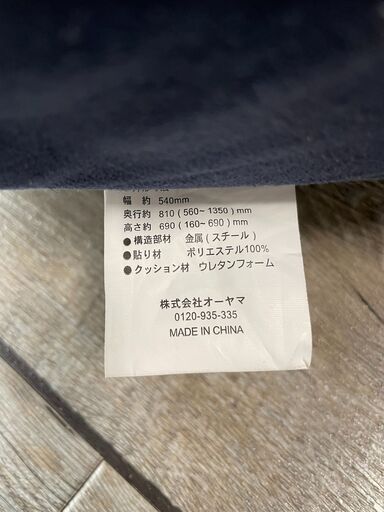 幅　約　540mm
奥行約　810（560～1350）mm
高さ約　690（160～690）mm
●構造部材　金属（スチール）
●貼り材　ポリエステル100%
●クッション材　ウレタンフォーム
株式会社オーヤマ
0120-935-335
MADE IN CHINA